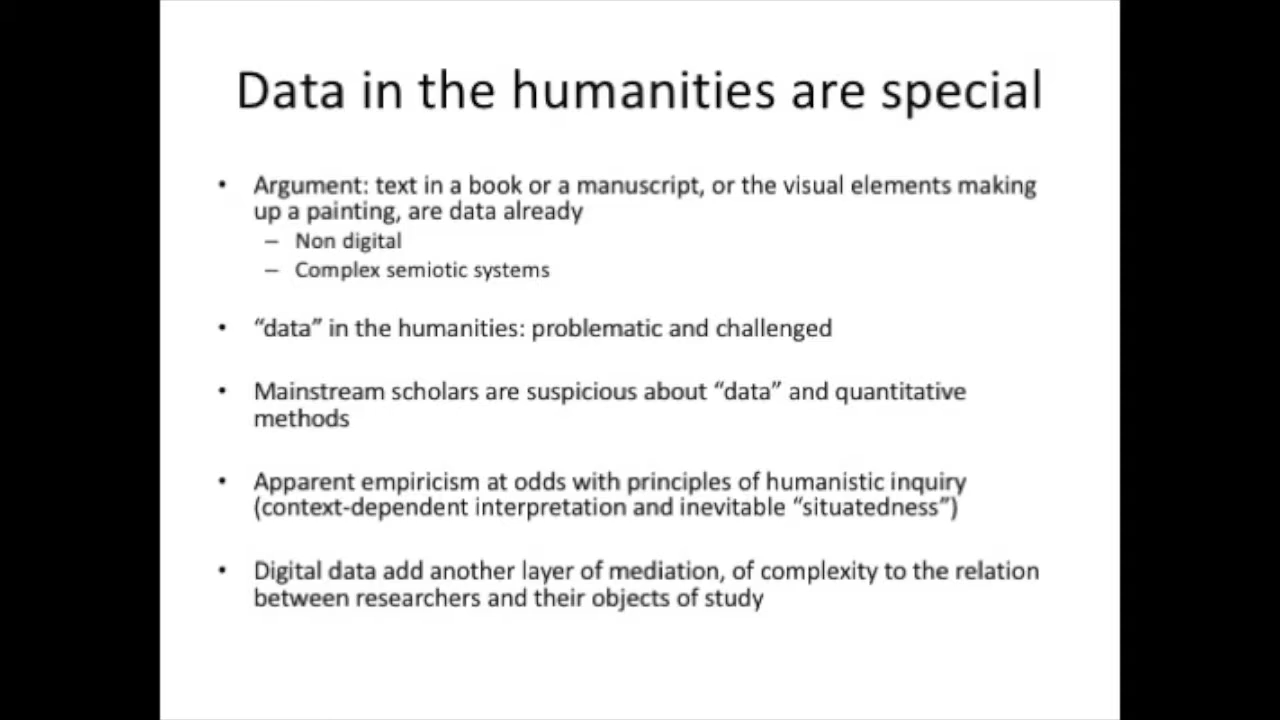 Data in the humanities are special
• Argument: text in a book or a manuscript, or the visual elements making
up a painting, are data already
– Non digital
– Complex semiotic systems
• “data” in the humanities: problematic and challenged
• Mainstream scholars are suspicious about “data” and quantitative
methods
• Apparent empiricism at odds with principles of humanistic inquiry
(context-dependent interpretation and inevitable “situatedness”)
• Digital data add another layer of mediation, of complexity to the relation
between researchers and their objects of study